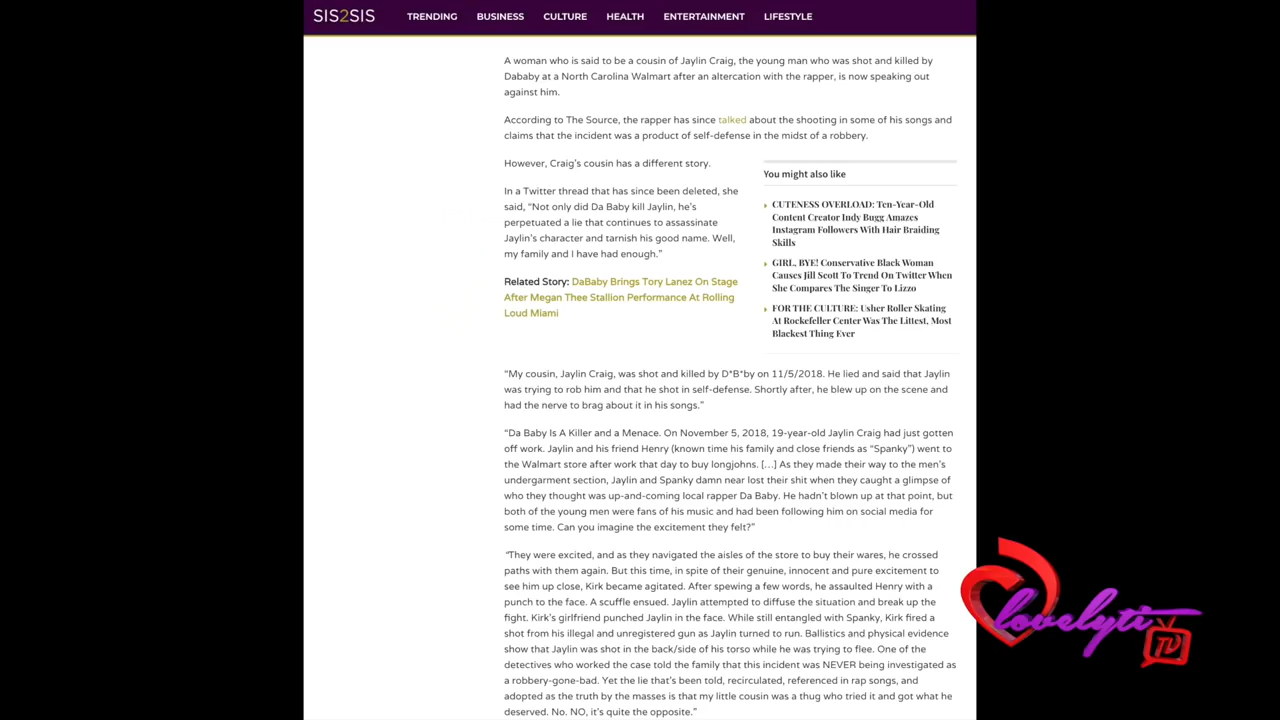 SIS2SIS TRENDING BUSINESS CULTURE HEALTH ENTERTAINMENT LIFESTYLE
A woman who is said to be a cousin of Jaylin Craig, the young man who was shot and killed by
Dababy at a North Carolina Walmart after an altercation with the rapper, is now speaking out
against him.
According to The Source, the rapper has since talked about the shooting in some of his songs and
claims that the incident was a product of self-defense in the midst of a robbery.
However, Craig's cousin has a different story.
In a Twitter thread that has since been deleted, she
said, “Not only did Da Baby kill Jaylin, he's
perpetuated a lie that continues to assassinate
Jaylin's character and tarnish his good name. Well,
my family and I have had enough.”
Related Story: DaBaby Brings Tory Lanez On Stage
After Megan Thee Stallion Performance At Rolling
Loud Miami
You might also like
CUTENESS OVERLOAD: Ten-Year-Old
Content Creator Indy Bugg Amazes
Instagram Followers With Hair Braiding
Skills
GIRL, BYE! Conservative Black Woman
Causes Jill Scott To Trend On Twitter When
She Compares The Singer To Lizzo
FOR THE CULTURE: Usher Roller Skating
At Rockefeller Center Was The Littest, Most
Blackest Thing Ever
“My cousin, Jaylin Craig, was shot and killed by D*B*by on 11/5/2018. He lied and said that Jaylin
was trying to rob him and that he shot in self-defense. Shortly after, he blew up on the scene and
had the nerve to brag about it in his songs.”
“Da Baby Is A Killer and a Menace. On November 5, 2018, 19-year-old Jaylin Craig had just gotten
off work. Jaylin and his friend Henry (known time his family and close friends as “Spanky”) went to
the Walmart store after work that day to buy longjohns. […] As they made their way to the men's
undergarment section, Jaylin and Spanky damn near lost their shit when they caught a glimpse of
who they thought was up-and-coming local rapper Da Baby. He hadn't blown up at that point, but
both of the young men were fans of his music and had been following him on social media for
some time. Can you imagine the excitement they felt?”
“They were excited, and as they navigated the aisles of the store to buy their wares, he crossed
paths with them again. But this time, in spite of their genuine, innocent and pure excitement to
see him up close, Kirk became agitated. After spewing a few words, he assaulted Henry with a
punch to the face. A scuffle ensued. Jaylin attempted to diffuse the situation and break up the
fight. Kirk's girlfriend punched Jaylin in the face. While still entangled with Spanky, Kirk fired a
shot from his illegal and unregistered gun as Jaylin turned to run. Ballistics and physical evidence
show that Jaylin was shot in the back/side of his torso while he was trying to flee. One of the
detectives who worked the case told the family that this incident was NEVER being investigated as
a robbery-gone-bad. Yet the lie that's been told, recirculated, referenced in rap songs, and
adopted as the truth by the masses is that my little cousin was a thug who tried it and got what he
deserved. No. NO, it's quite the opposite.”
lovelyti
TV